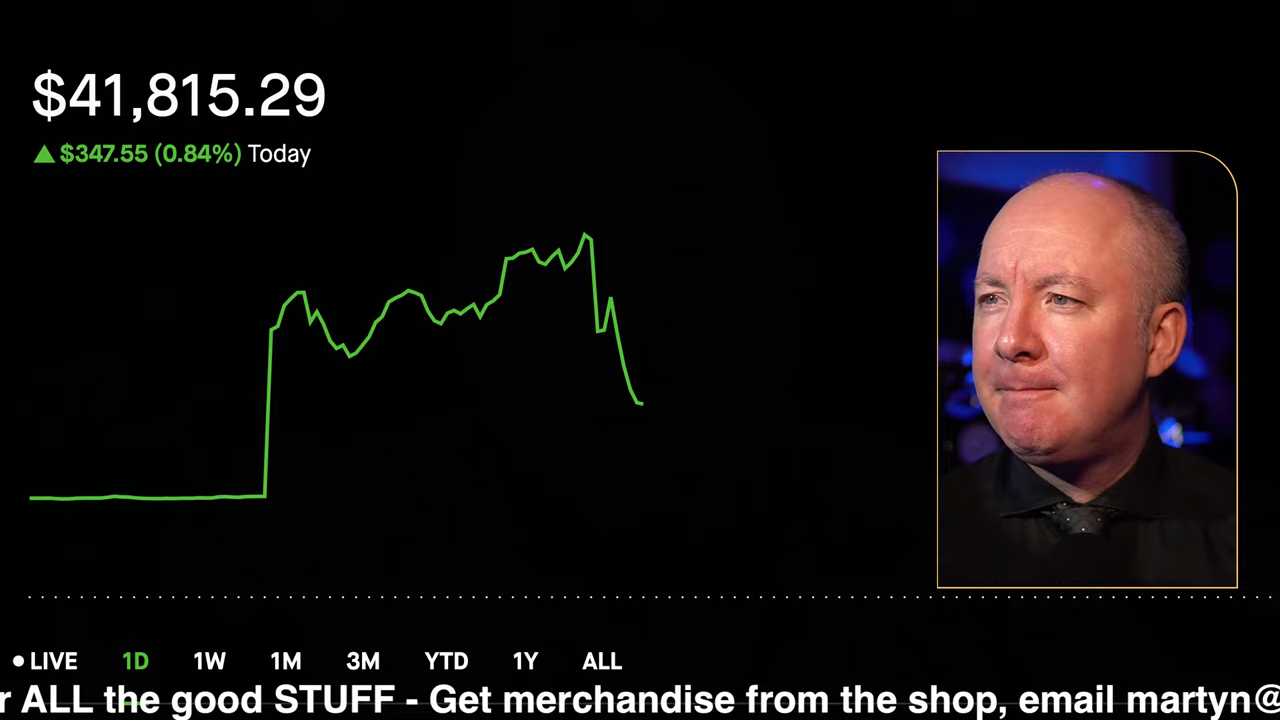 $41,815.29
▲$347.55 (0.84%) Today
LIVE 1D 1W 1M 3M YTD 1Y ALL
r ALL the good STUFF - Get merchandise from the shop, email martyn@